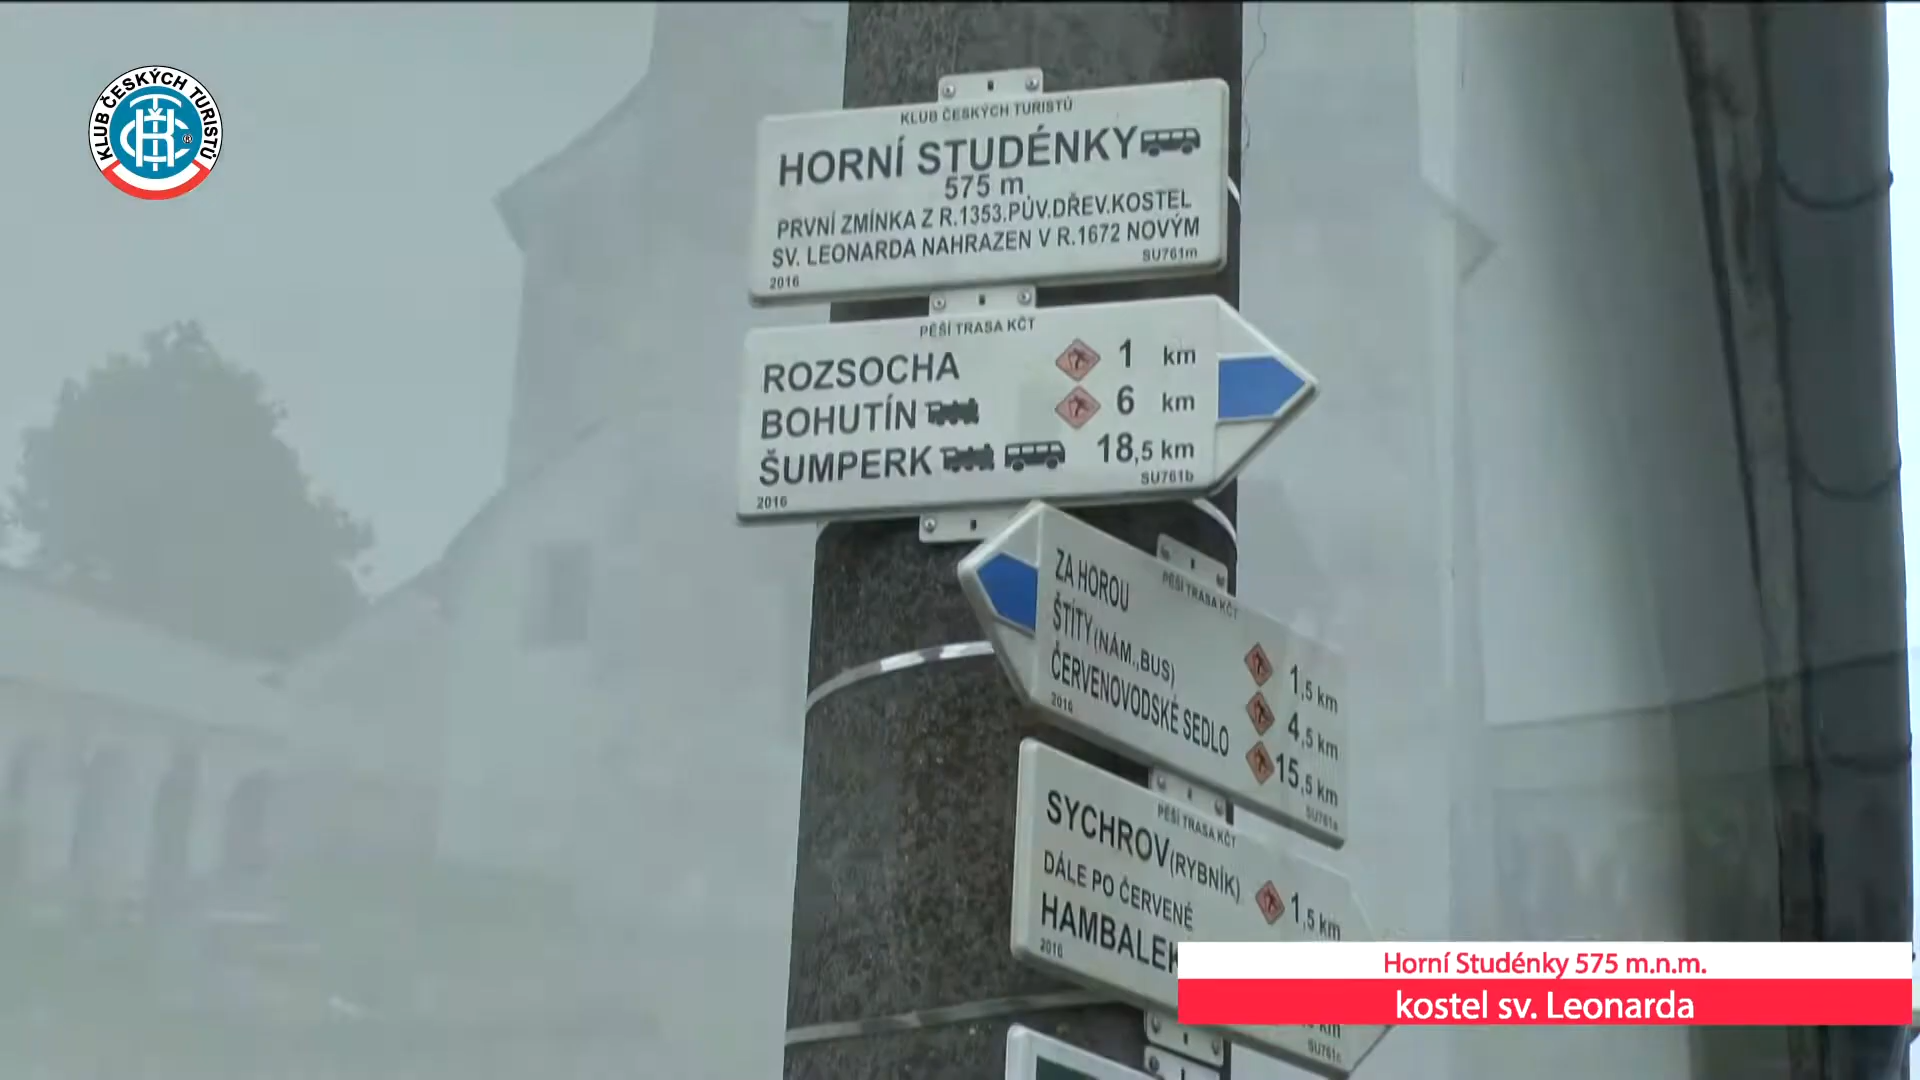 KLUB ČESKÝCH TURISTŮ
KLUB ČESKÝCH TURISTŮ
HORNÍ STUDÉNKY
575 m
PRVNÍ ZMÍNKA Z R.1353.PŮV.DŘEV.KOSTEL
SV. LEONARDA NAHRAZEN V R.1672 NOVÝM
2016 SU761m
PĚŠÍ TRASA KČT
ROZSOCHA 1 km
BOHUTÍN 6 km
ŠUMPERK 18,5 km
2016 SU761b
PĚŠÍ TRASA KČT
ZA HOROU 1,5 km
ŠTÍTY (NÁM.,BUS) 4,5 km
ČERVENOVODSKÉ SEDLO 15,5 km
2016
PĚŠÍ TRASA KČT
SYCHROV (RYBNÍK) 1,5 km
DÁLE PO ČERVENÉ
HAMBALEK
km
2016
Horní Studénky 575 m.n.m.
kostel sv. Leonarda